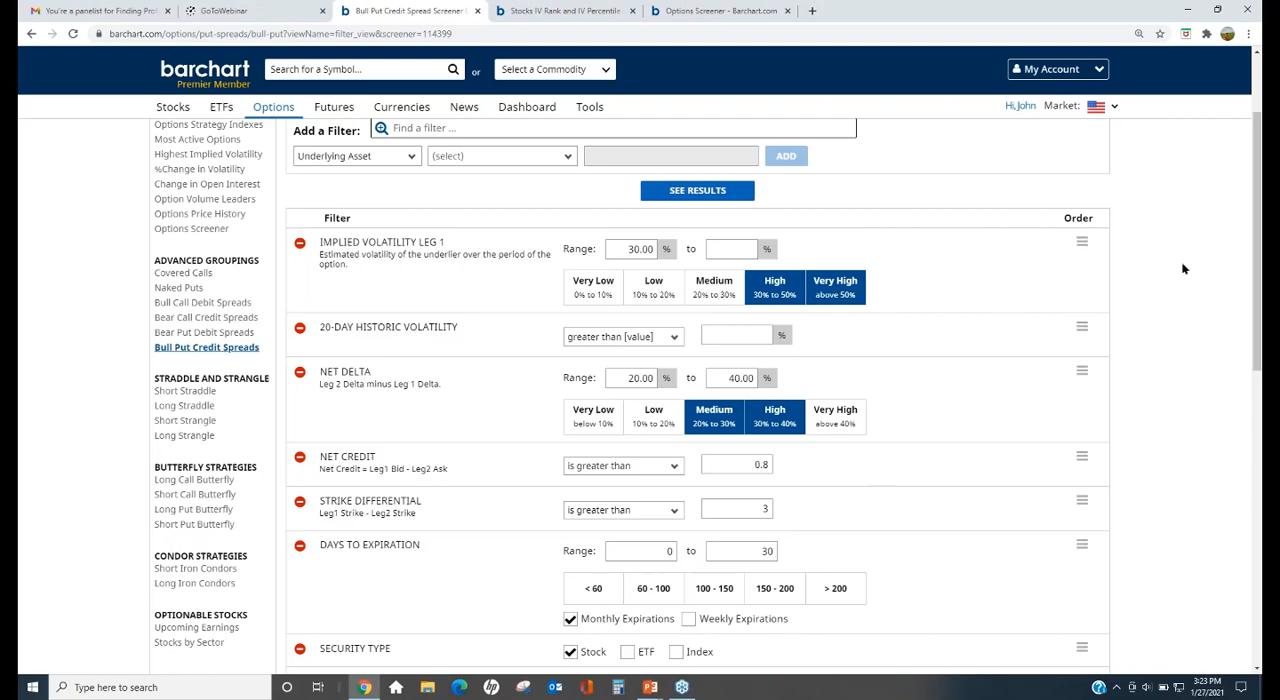 You're a panelist for Finding Pro
GoToWebinar
Bull Put Credit Spread Screener
Stocks IV Rank and IV Percentile
Options Screener - Barchart.com
barchart.com/options/put-spreads/bull-put?viewName=filter_view&screener=114399
barchart
Premier Member
Search for a Symbol...
or
Select a Commodity
My Account
Stocks
ETFs
Options
Futures
Currencies
News
Dashboard
Tools
Hi, John
Market:
Options Strategy Indexes
Most Active Options
Highest Implied Volatility
%Change in Volatility
Change in Open Interest
Option Volume Leaders
Options Price History
Options Screener
ADVANCED GROUPINGS
Covered Calls
Naked Puts
Bull Call Debit Spreads
Bear Call Credit Spreads
Bear Put Debit Spreads
Bull Put Credit Spreads
STRADDLE AND STRANGLE
Short Straddle
Long Straddle
Short Strangle
Long Strangle
BUTTERFLY STRATEGIES
Long Call Butterfly
Short Call Butterfly
Long Put Butterfly
Short Put Butterfly
CONDOR STRATEGIES
Short Iron Condors
Long Iron Condors
OPTIONABLE STOCKS
Upcoming Earnings
Stocks by Sector
Add a Filter:
Find a filter ...
Underlying Asset
(select)
ADD
SEE RESULTS
Filter
Order
IMPLIED VOLATILITY LEG 1
Estimated volatility of the underlier over the period of the
option.
Range: 30.00 % to %
Very Low Low Medium High Very High
0% to 10% 10% to 20% 20% to 30% 30% to 50% above 50%
20-DAY HISTORIC VOLATILITY
greater than [value] %
NET DELTA
Leg 2 Delta minus Leg 1 Delta.
Range: 20.00 % to 40.00 %
Very Low Low Medium High Very High
below 10% 10% to 20% 20% to 30% 30% to 40% above 40%
NET CREDIT
Net Credit = Leg1 Bid - Leg2 Ask
is greater than 0.8
STRIKE DIFFERENTIAL
Leg1 Strike - Leg2 Strike
is greater than 3
DAYS TO EXPIRATION
Range: 0 to 30
< 60 60 - 100 100 - 150 150 - 200 > 200
Monthly Expirations Weekly Expirations
SECURITY TYPE
Stock ETF Index
Type here to search
3:23 PM
1/27/2021